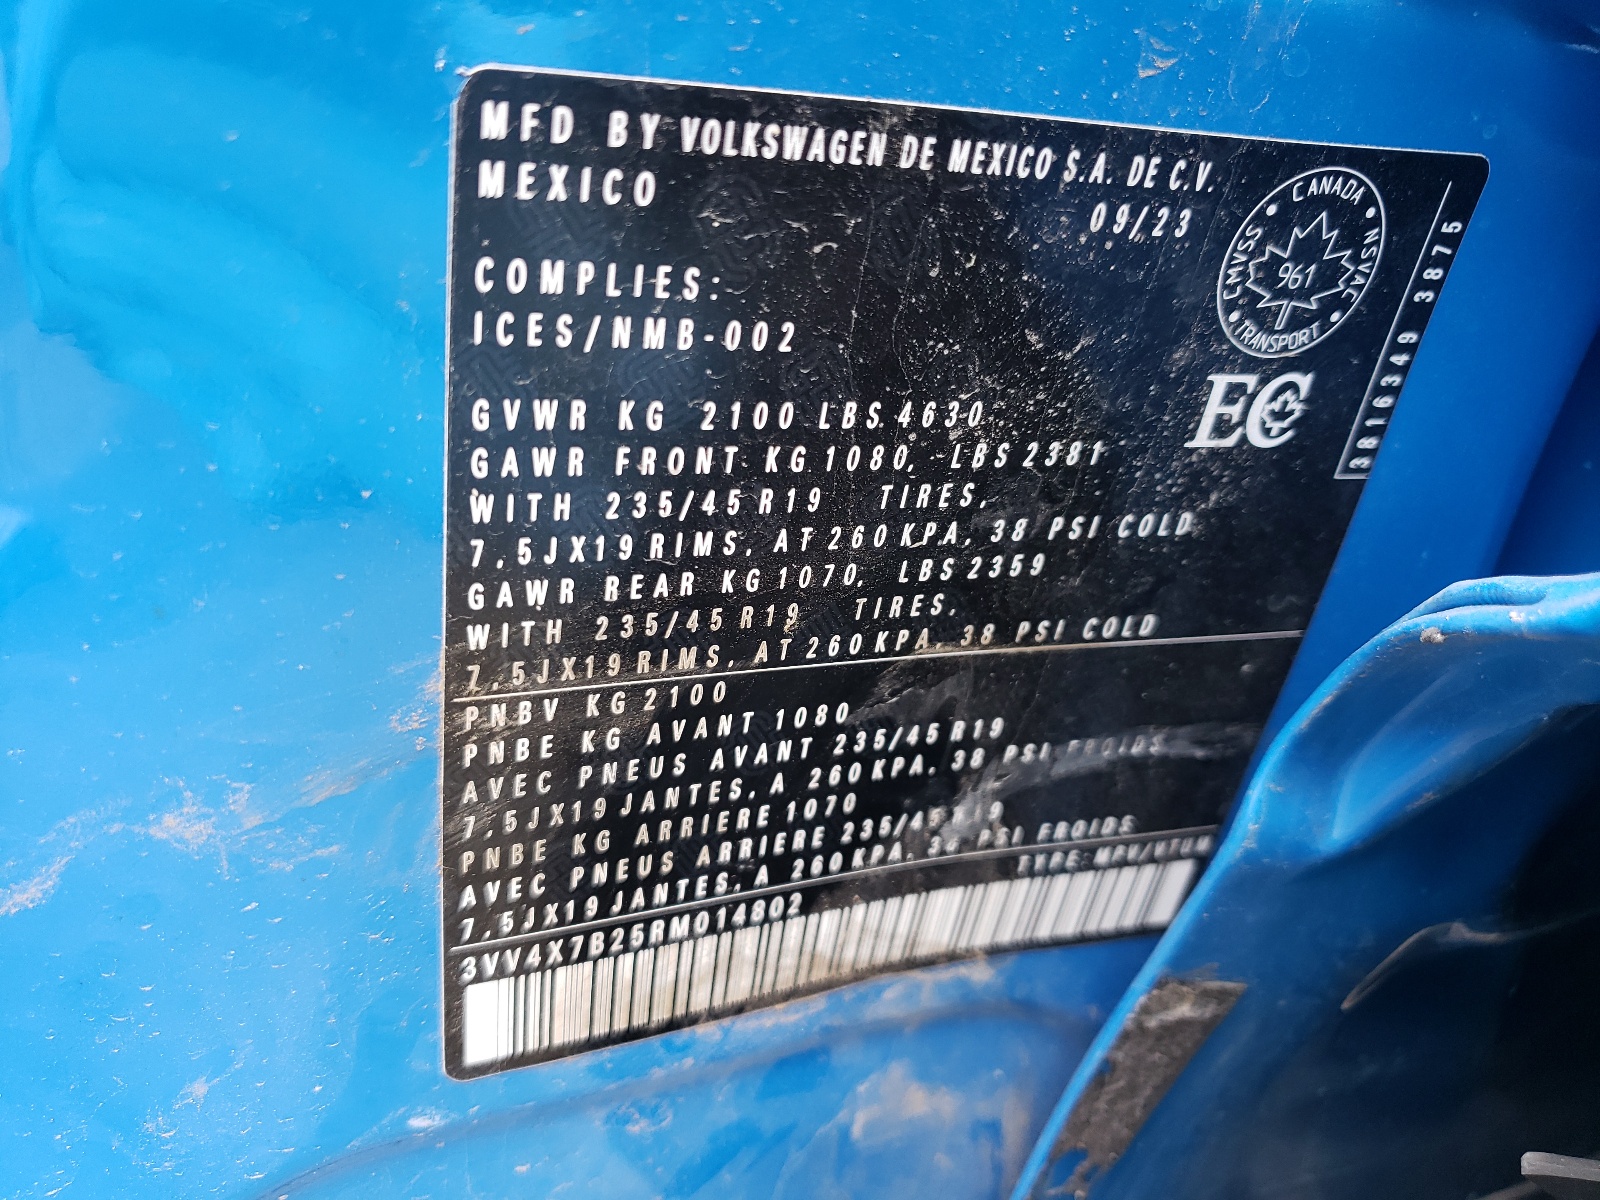 MFD BY VOLKSWAGEN DE MEXICO S.A. DE C.V.
MEXICO
09/23
CANADA
CMVSS NSVAC
961
TRANSPORT
3816349 3875
COMPLIES:
ICES/NMB-002
EC
GVWR KG 2100 LBS 4630
GAWR FRONT KG 1080, LBS 2381
WITH 235/45 R19 TIRES,
7,5JX19 RIMS, AT 260 KPA, 38 PSI COLD
GAWR REAR KG 1070, LBS 2359
WITH 235/45 R19 TIRES,
7,5JX19 RIMS, AT 260 KPA, 38 PSI COLD
PNBV KG 2100
PNBE KG AVANT 1080
AVEC PNEUS AVANT 235/45 R19
7,5JX19 JANTES, A 260 KPA, 38 PSI FROIDS
PNBE KG ARRIERE 1070
AVEC PNEUS ARRIERE 235/45 R19
7,5JX19 JANTES, A 260 KPA, 38 PSI FROIDS
3VV4X7B25RM014802
TYPE: MPV/VTUM